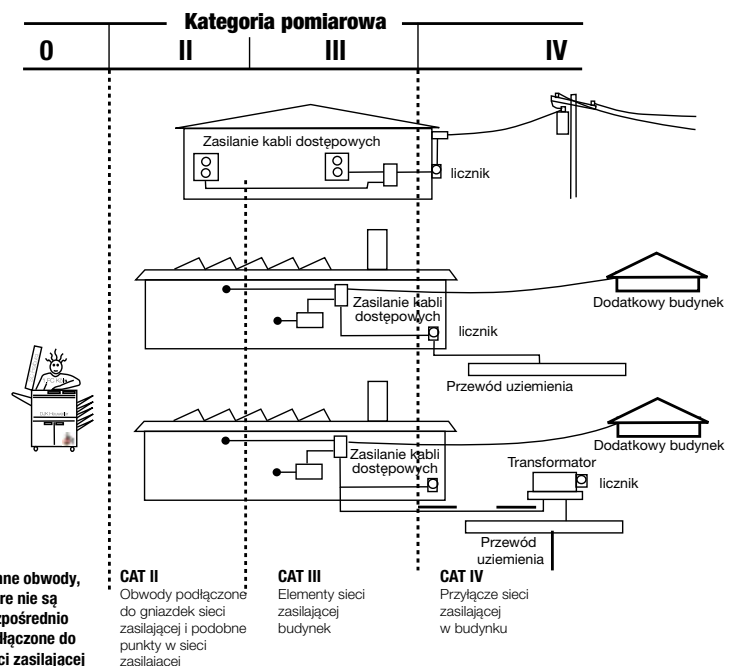 Kategoria pomiarowa
0 II III IV
Zasilanie kabli dostępowych
licznik
Zasilanie kabli
dostępowych
licznik
Dodatkowy budynek
Przewód uziemienia
Zasilanie kabli
dostępowych
Dodatkowy budynek
Transformator
licznik
Przewód
uziemienia
nne obwody,
re nie są
zpośrednio
łączone do
ci zasilającej
CAT II
Obwody podłączone
do gniazdek sieci
zasilającej i podobne
punkty w sieci
zasilającej
CAT III
Elementy sieci
zasilającej
budynek
CAT IV
Przyłącze sieci
zasilającej
w budynku